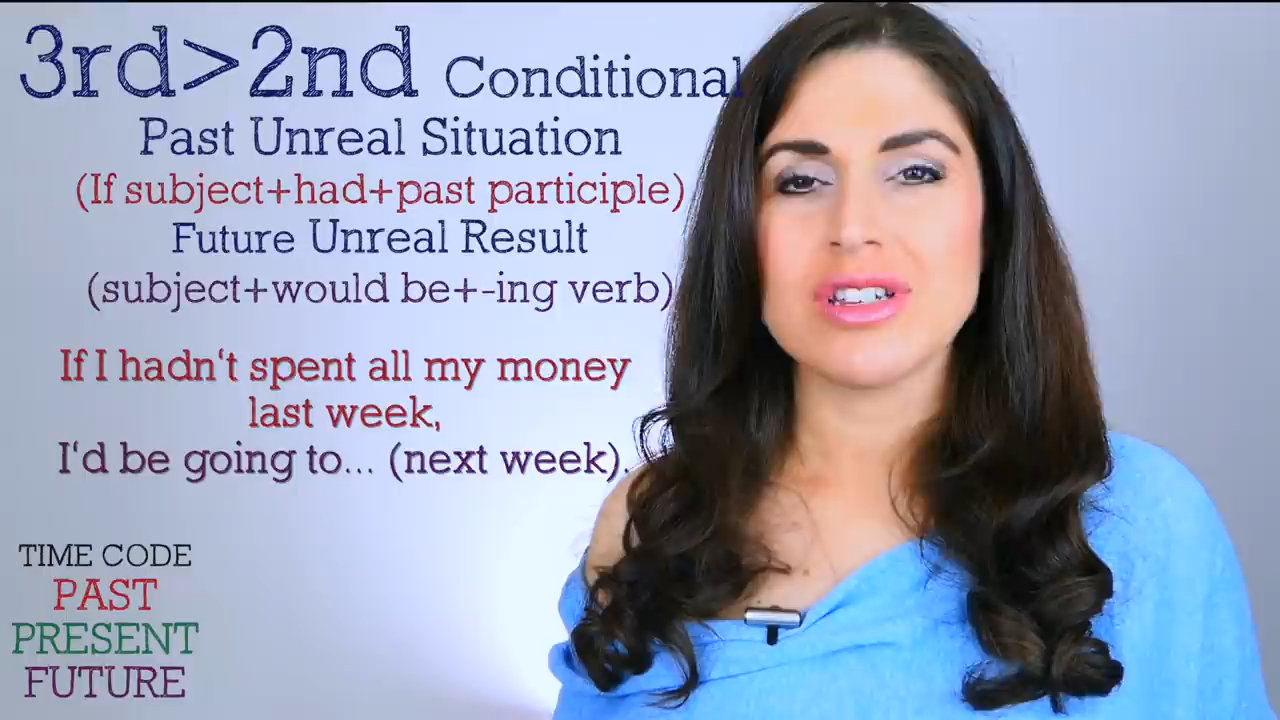 3rd>2nd Conditional
Past Unreal Situation
(If subject+had+past participle)
Future Unreal Result
(subject+would be+-ing verb)
If I hadn't spent all my money
last week,
I'd be going to... (next week).
TIME CODE
PAST
PRESENT
FUTURE